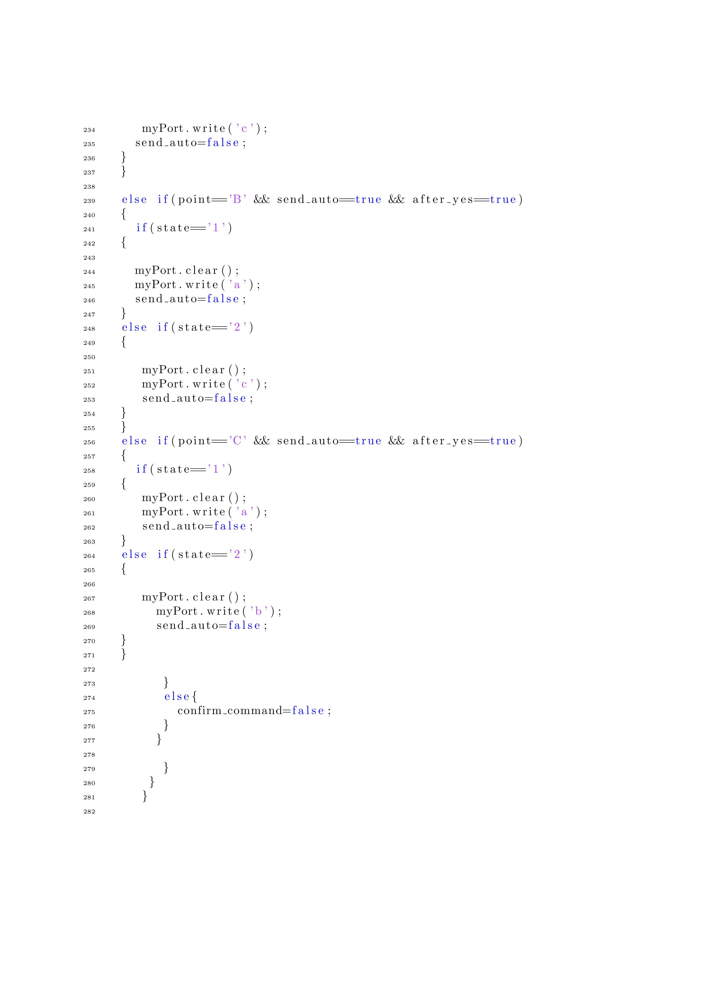 234 myPort.write('c');
235 send_auto=false;
236 }
237 }
238
239 else if(point=='B' && send_auto==true && after_yes==true)
240 {
241 if(state=='1')
242 {
243
244 myPort.clear();
245 myPort.write('a');
246 send_auto=false;
247 }
248 else if(state=='2')
249 {
250
251 myPort.clear();
252 myPort.write('c');
253 send_auto=false;
254 }
255 }
256 else if(point=='C' && send_auto==true && after_yes==true)
257 {
258 if(state=='1')
259 {
260 myPort.clear();
261 myPort.write('a');
262 send_auto=false;
263 }
264 else if(state=='2')
265 {
266
267 myPort.clear();
268 myPort.write('b');
269 send_auto=false;
270 }
271 }
272
273 }
274 else{
275 confirm_command=false;
276 }
277 }
278
279 }
280 }
281 }
282